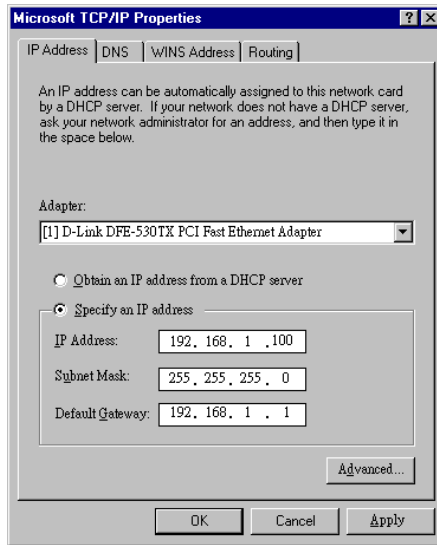 Microsoft TCP/IP Properties
IP Address DNS WINS Address Routing
An IP address can be automatically assigned to this network card
by a DHCP server. If your network does not have a DHCP server,
ask your network administrator for an address, and then type it in
the space below.
Adapter:
[1] D-Link DFE-530TX PCI Fast Ethernet Adapter
Obtain an IP address from a DHCP server
Specify an IP address
IP Address: 192. 168. 1 .100
Subnet Mask: 255. 255. 255. 0
Default Gateway: 192. 168. 1 . 1
Advanced...
OK Cancel Apply